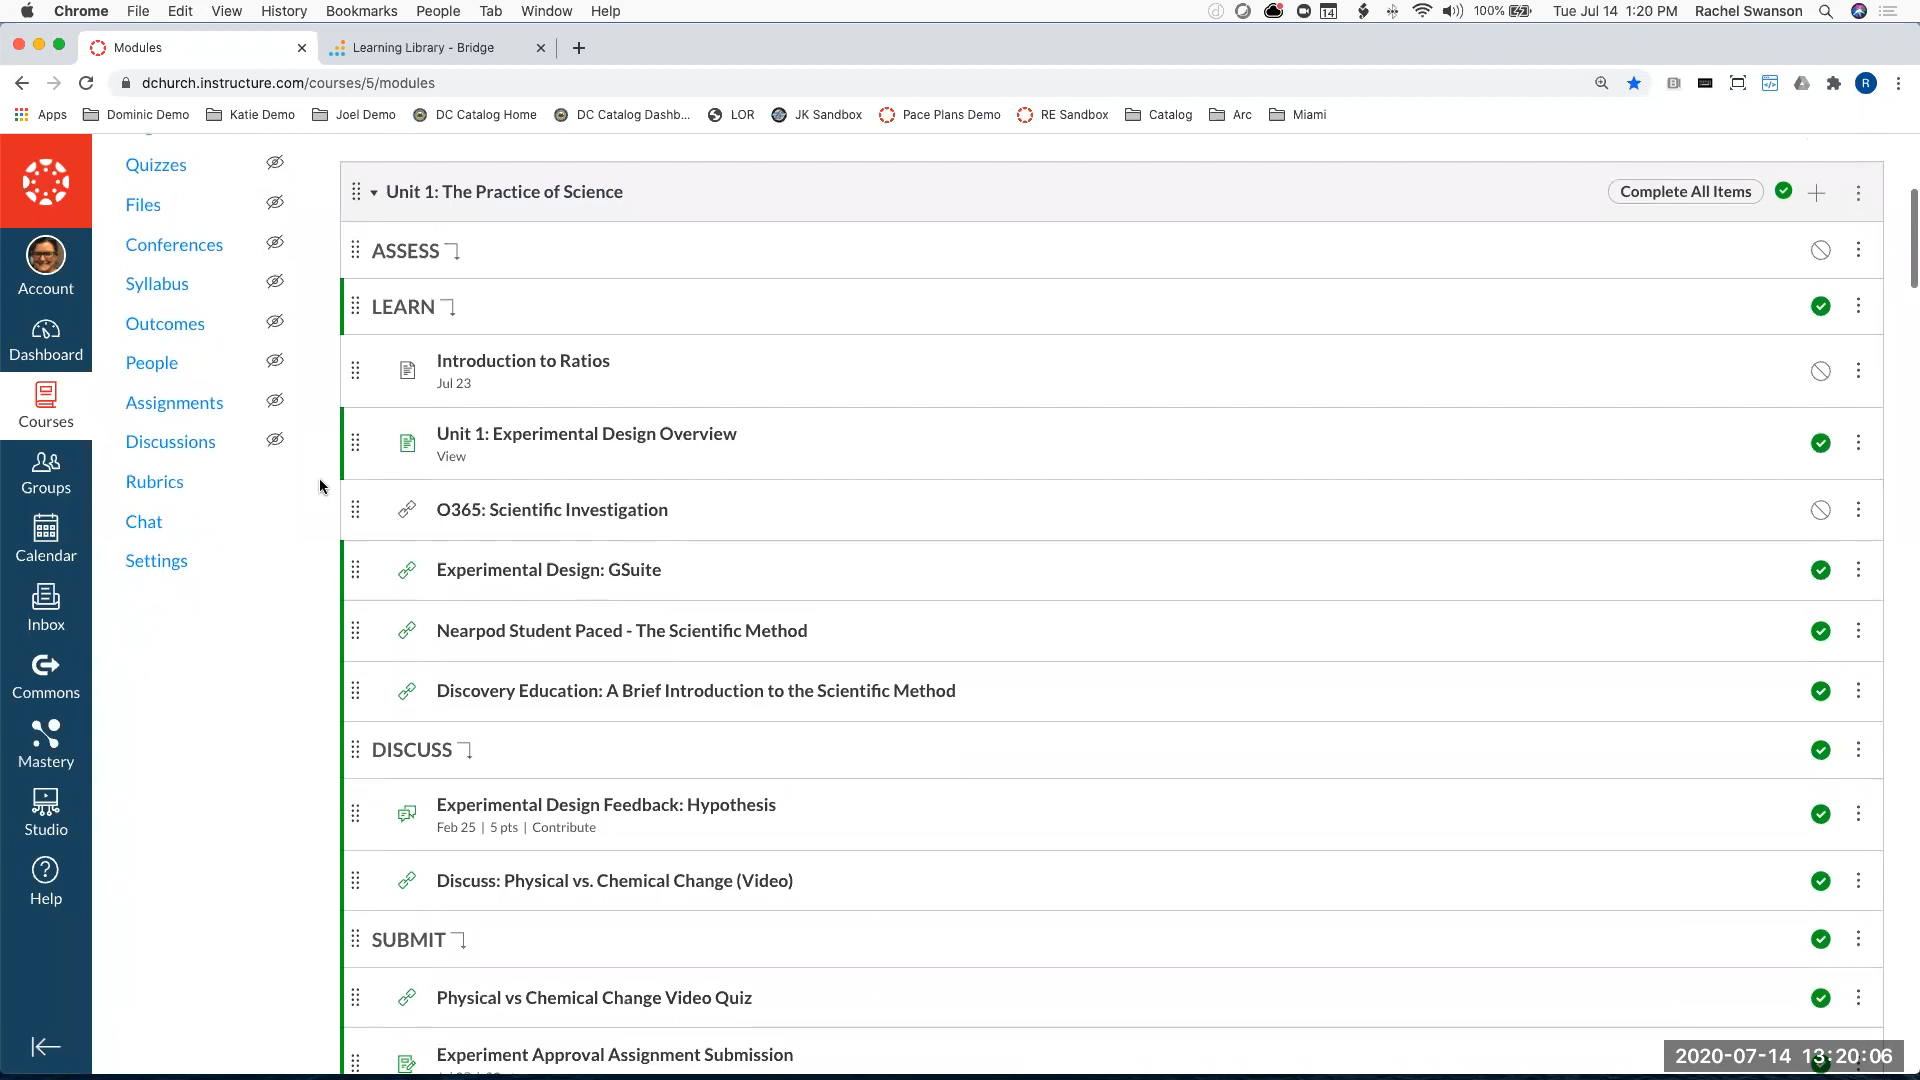 Chrome File Edit View History Bookmarks People Tab Window Help 14 100% Tue Jul 14 1:20 PM Rachel Swanson
Modules Learning Library - Bridge
dchurch.instructure.com/courses/5/modules R
Apps Dominic Demo Katie Demo Joel Demo DC Catalog Home DC Catalog Dashb... LOR JK Sandbox Pace Plans Demo RE Sandbox Catalog Arc Miami
Account
Dashboard
Courses
Groups
Calendar
Inbox
Commons
Mastery
Studio
Help
Quizzes
Files
Conferences
Syllabus
Outcomes
People
Assignments
Discussions
Rubrics
Chat
Settings
Unit 1: The Practice of Science Complete All Items
ASSESS
LEARN
Introduction to Ratios
Jul 23
Unit 1: Experimental Design Overview
View
O365: Scientific Investigation
Experimental Design: GSuite
Nearpod Student Paced - The Scientific Method
Discovery Education: A Brief Introduction to the Scientific Method
DISCUSS
Experimental Design Feedback: Hypothesis
Feb 25 | 5 pts | Contribute
Discuss: Physical vs. Chemical Change (Video)
SUBMIT
Physical vs Chemical Change Video Quiz
Experiment Approval Assignment Submission
2020-07-14 13:20:06